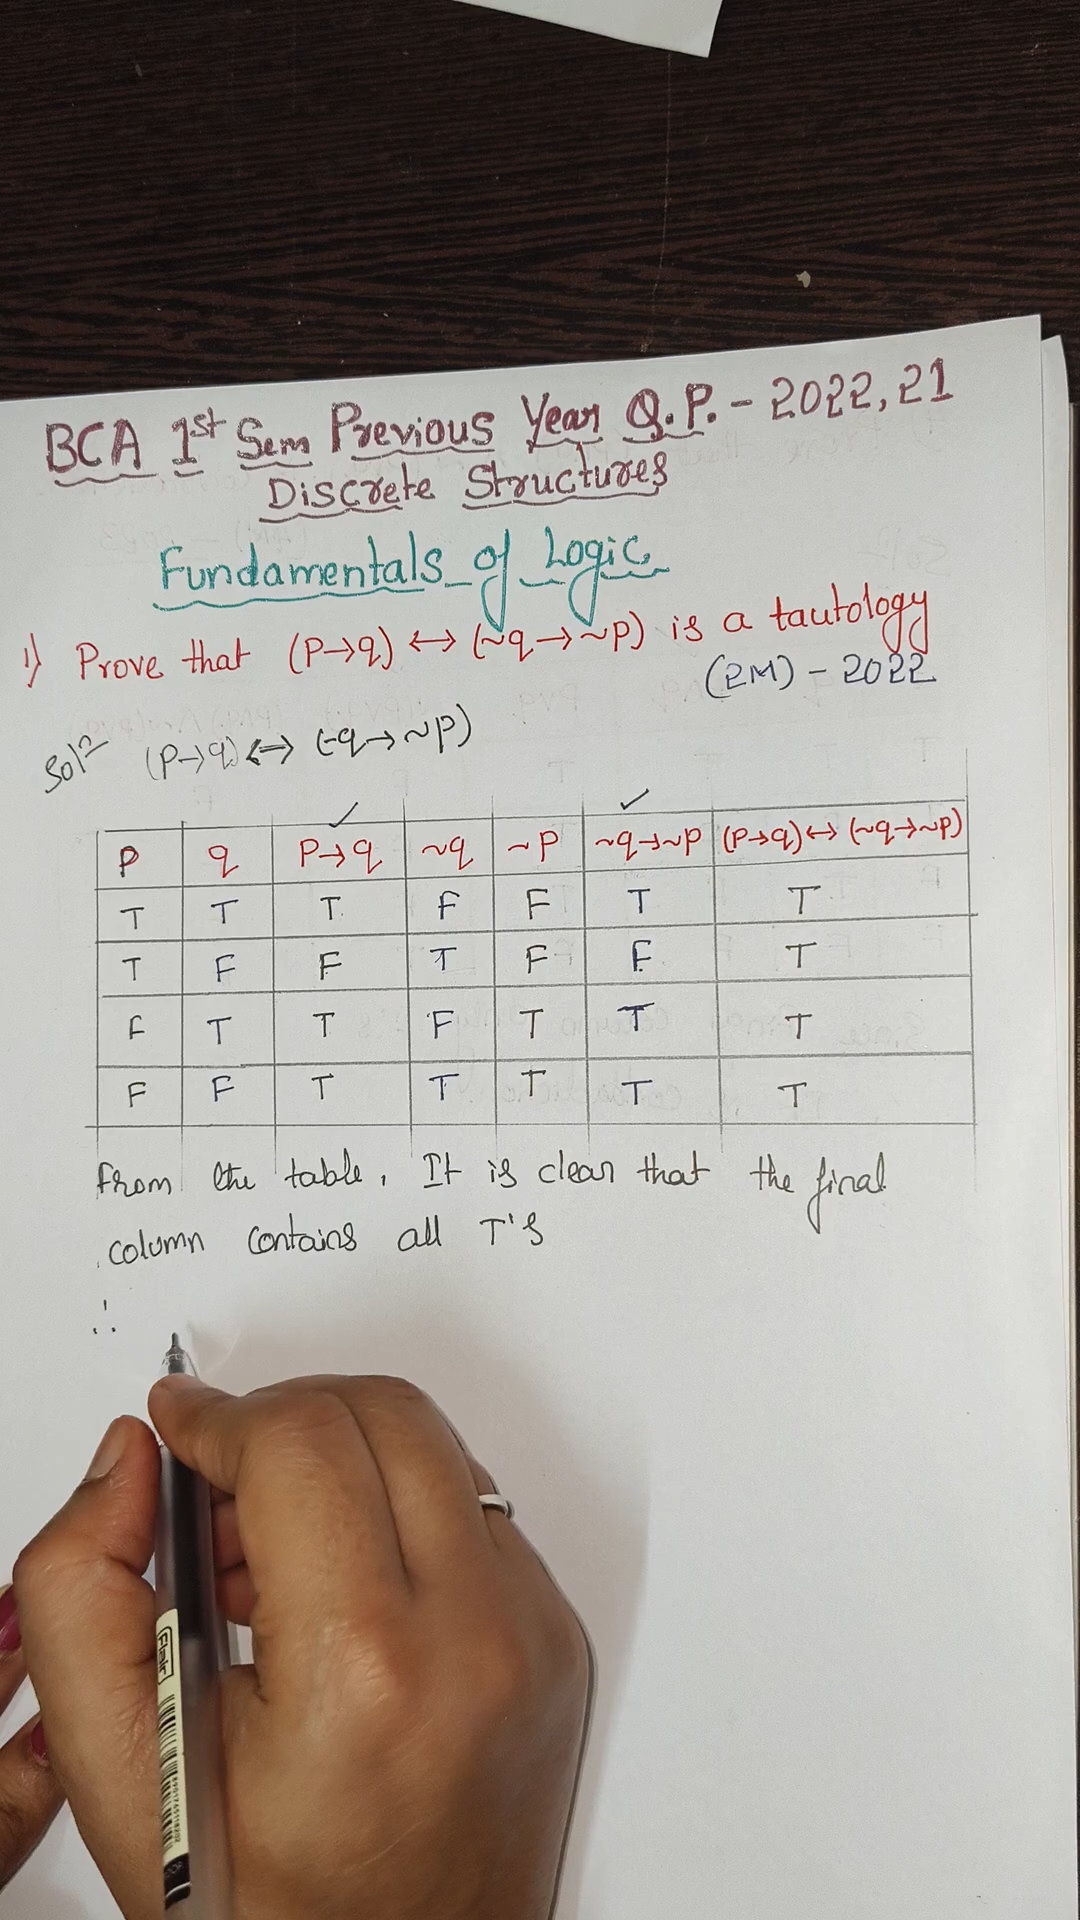 BCA 1st Sem Previous Year Q.P. - 2022, 21
Discrete Structures
Fundamentals of Logic
1) Prove that (P→q) ↔ (~q→~P) is a tautology
(2M) - 2022
Solⁿ (P→q) ↔ (~q→~P)
✓ ✓
P q P→q ~q ~P ~q→~P (P→q)↔(~q→~P)
T T T F F T T
T F F T F F T
F T T F T T T
F F T T T T T
From the table, It is clear that the final
column contains all T's
∴
Flair